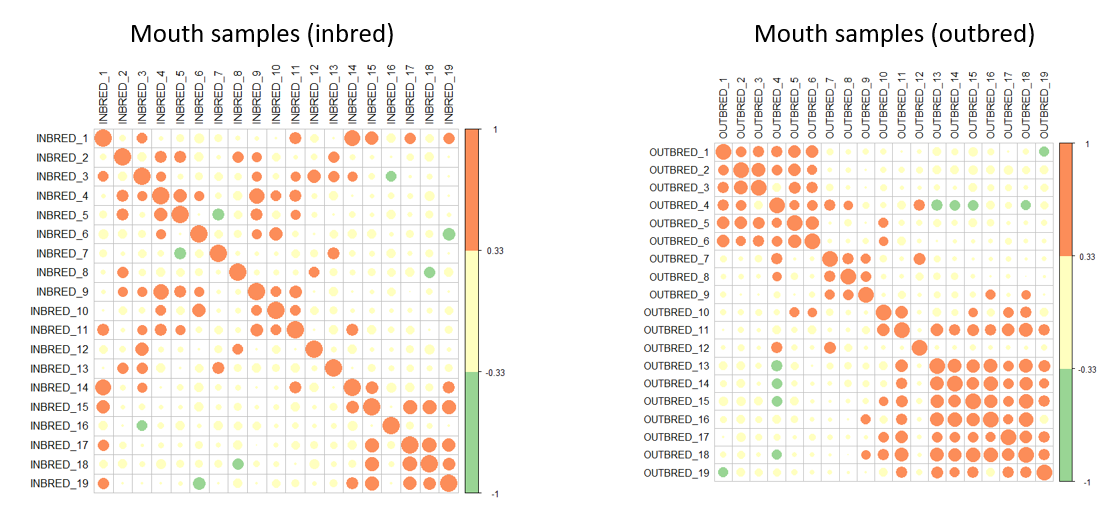 Mouth samples (inbred)
INBRED_1
INBRED_2
INBRED_3
INBRED_4
INBRED_5
INBRED_6
INBRED_7
INBRED_8
INBRED_9
INBRED_10
INBRED_11
INBRED_12
INBRED_13
INBRED_14
INBRED_15
INBRED_16
INBRED_17
INBRED_18
INBRED_19
INBRED_1
INBRED_2
INBRED_3
INBRED_4
INBRED_5
INBRED_6
INBRED_7
INBRED_8
INBRED_9
INBRED_10
INBRED_11
INBRED_12
INBRED_13
INBRED_14
INBRED_15
INBRED_16
INBRED_17
INBRED_18
INBRED_19
1
0.33
-0.33
-1
Mouth samples (outbred)
OUTBRED_1
OUTBRED_2
OUTBRED_3
OUTBRED_4
OUTBRED_5
OUTBRED_6
OUTBRED_7
OUTBRED_8
OUTBRED_9
OUTBRED_10
OUTBRED_11
OUTBRED_12
OUTBRED_13
OUTBRED_14
OUTBRED_15
OUTBRED_16
OUTBRED_17
OUTBRED_18
OUTBRED_19
OUTBRED_1
OUTBRED_2
OUTBRED_3
OUTBRED_4
OUTBRED_5
OUTBRED_6
OUTBRED_7
OUTBRED_8
OUTBRED_9
OUTBRED_10
OUTBRED_11
OUTBRED_12
OUTBRED_13
OUTBRED_14
OUTBRED_15
OUTBRED_16
OUTBRED_17
OUTBRED_18
OUTBRED_19
1
0.33
-0.33
-1